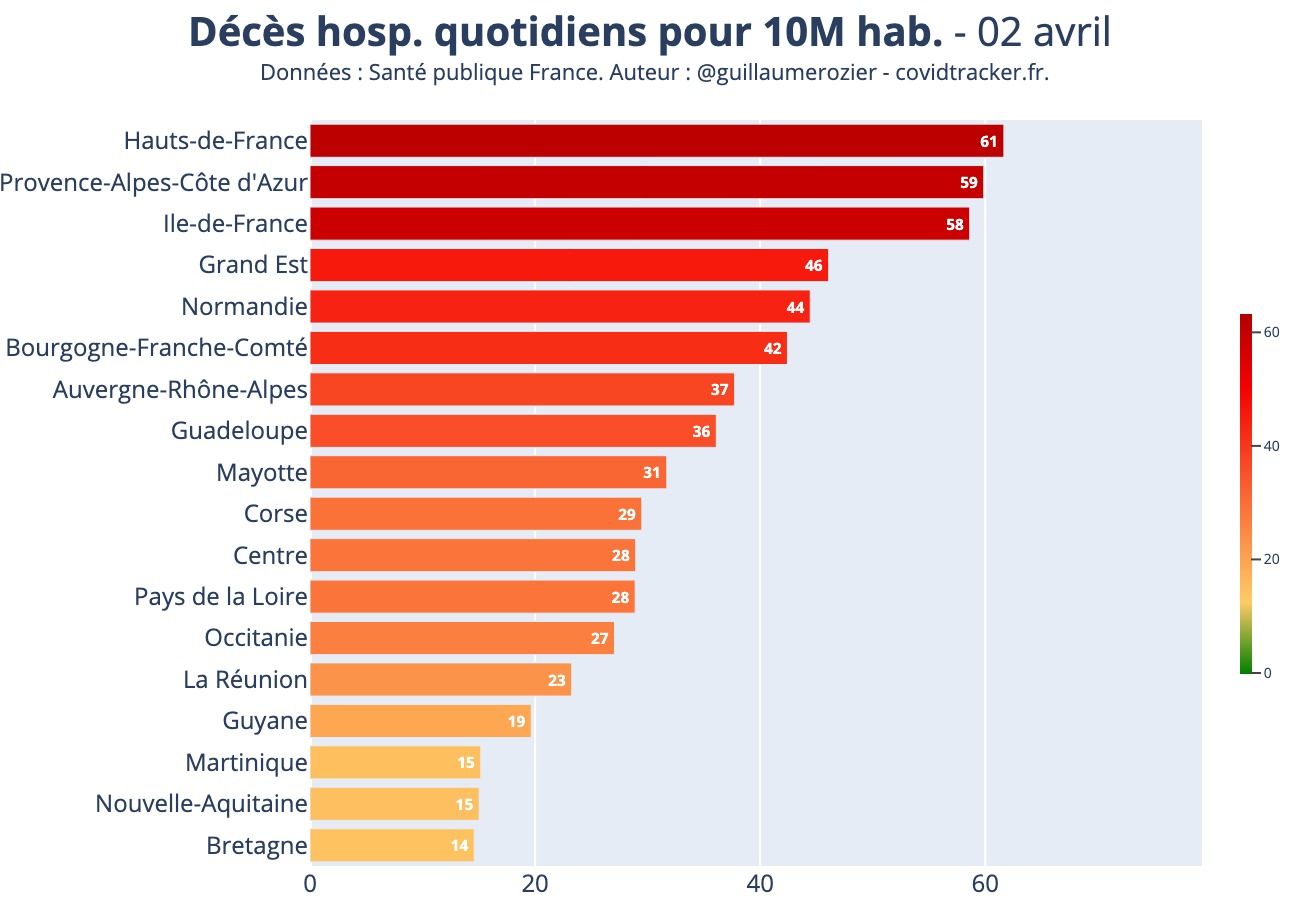 Décès hosp. quotidiens pour 10M hab. - 02 avril
Données : Santé publique France. Auteur : @guillaumerozier - covidtracker.fr.
Hauts-de-France 61
Provence-Alpes-Côte d'Azur 59
Ile-de-France 58
Grand Est 46
Normandie 44
Bourgogne-Franche-Comté 42
Auvergne-Rhône-Alpes 37
Guadeloupe 36
Mayotte 31
Corse 29
Centre 28
Pays de la Loire 28
Occitanie 27
La Réunion 23
Guyane 19
Martinique 15
Nouvelle-Aquitaine 15
Bretagne 14
0 20 40 60
60
40
20
0